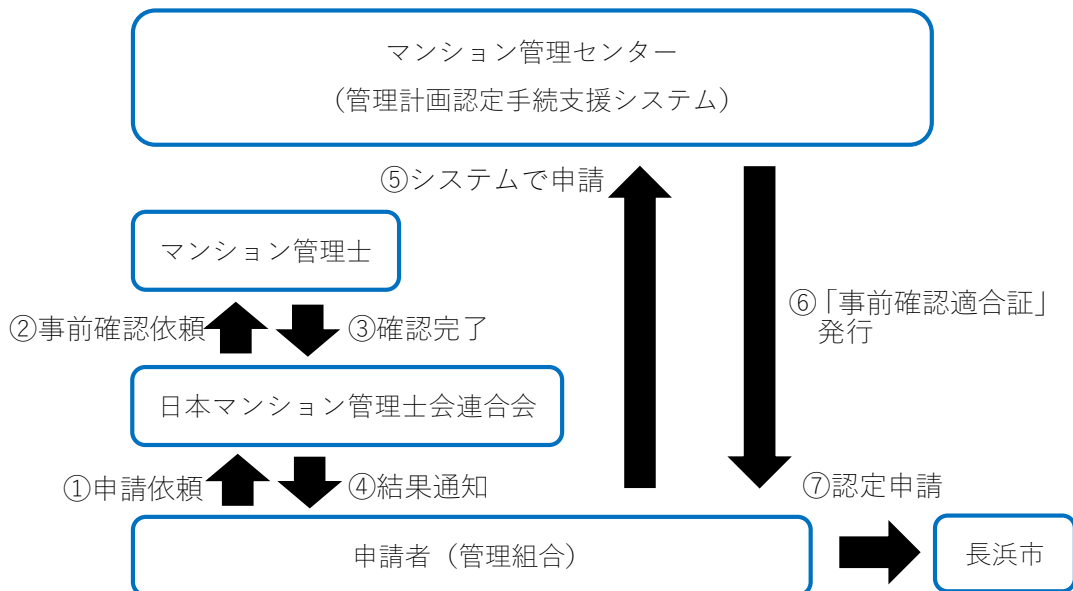 マンション管理センター
（管理計画認定手続支援システム）
⑤システムで申請
マンション管理士
②事前確認依頼
③確認完了
⑥「事前確認適合証」
発行
日本マンション管理士会連合会
①申請依頼
④結果通知
⑦認定申請
申請者（管理組合）
長浜市